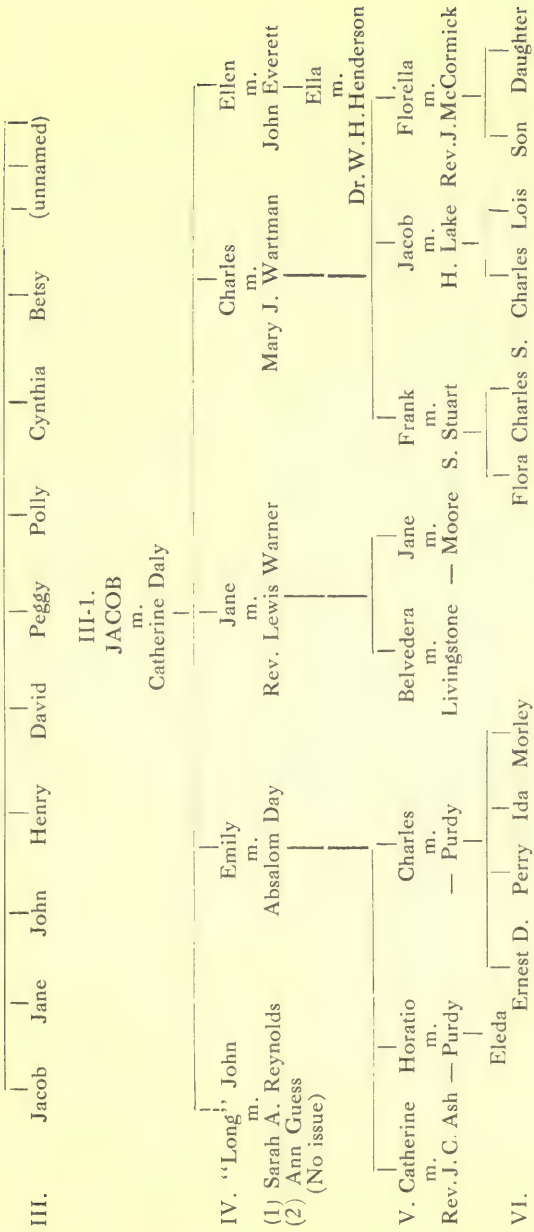 III.
Jacob Jane John Henry David Peggy Polly Cynthia Betsy (unnamed)
III-1.
JACOB
m.
Catherine Daly
IV. "Long" John Emily Jane Charles Ellen
m. m. m. m. m.
(1) Sarah A. Reynolds Absalom Day Rev. Lewis Warner Mary J. Wartman John Everett
(2) Ann Guess
(No issue)
Ella
m.
Dr. W. H. Henderson
V. Catherine Horatio Charles Belvedera Jane Frank Jacob Florella
m. m. m. m. m. m. m. m.
Rev. J. C. Ash — Purdy — Purdy Livingstone — Moore S. Stuart H. Lake Rev. J. McCormick
Eleda
VI. Ernest D. Perry Ida Morley Flora Charles S. Charles Lois Son Daughter